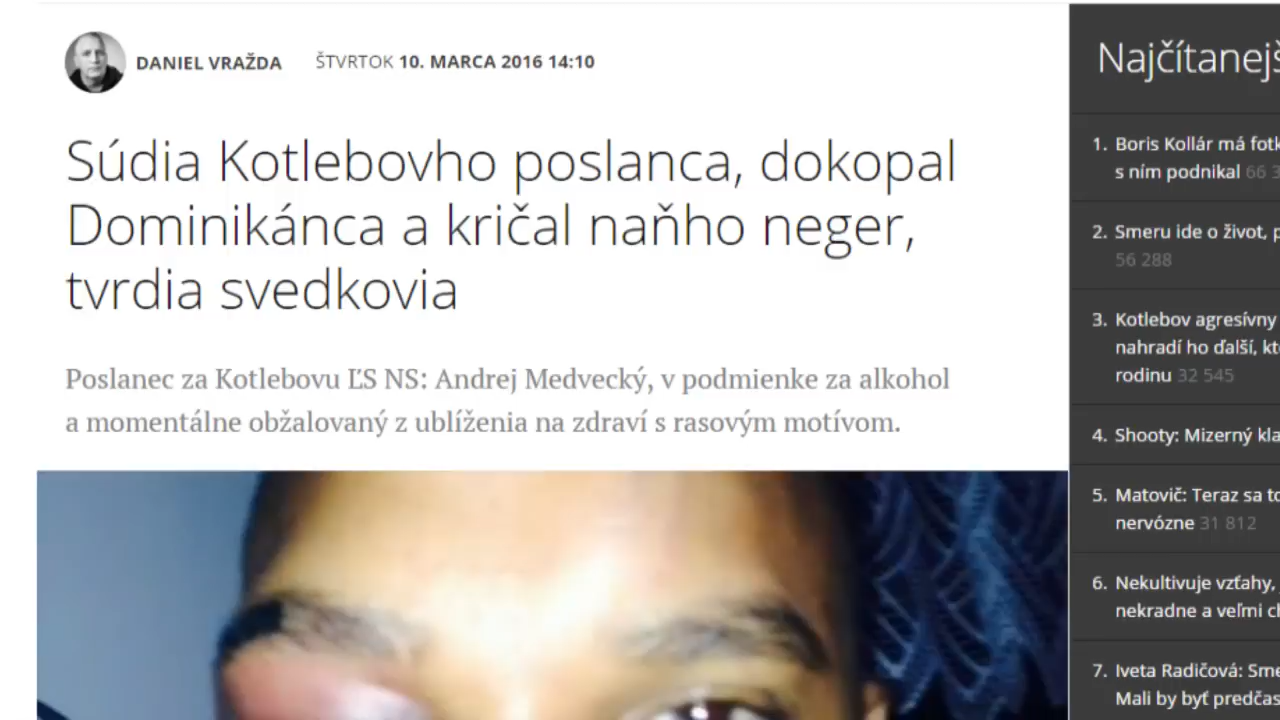 DANIEL VRAŽDA ŠTVRTOK 10. MARCA 2016 14:10
Súdia Kotlebovho poslanca, dokopal
Dominikánca a kričal naňho neger,
tvrdia svedkovia
Poslanec za Kotlebovu ĽS NS: Andrej Medvecký, v podmienke za alkohol
a momentálne obžalovaný z ublíženia na zdraví s rasovým motívom.
1. Boris Kollár má
s ním podnikal
2. Smeru ide o život,
56 288
3. Kotlebov agresívny
nahradí ho ďalší,
rodinu 32 545
4. Shooty: Mizerný
5. Matovič: Teraz sa
nervózne 31 812
6. Nekultivuje vzťahy,
nekradne a veľmi
7. Iveta Radičová:
Mali by byť